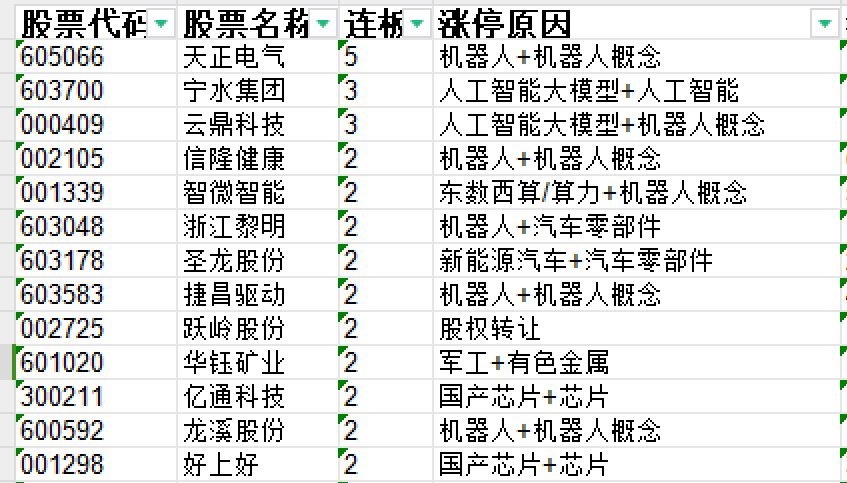 股票代码 股票名称 连板 涨停原因
605066 天正电气 5 机器人+机器人概念
603700 宁水集团 3 人工智能大模型+人工智能
000409 云鼎科技 3 人工智能大模型+机器人概念
002105 信隆健康 2 机器人+机器人概念
001339 智微智能 2 东数西算/算力+机器人概念
603048 浙江黎明 2 机器人+汽车零部件
603178 圣龙股份 2 新能源汽车+汽车零部件
603583 捷昌驱动 2 机器人+机器人概念
002725 跃岭股份 2 股权转让
601020 华钰矿业 2 军工+有色金属
300211 亿通科技 2 国产芯片+芯片
600592 龙溪股份 2 机器人+机器人概念
001298 好上好 2 国产芯片+芯片